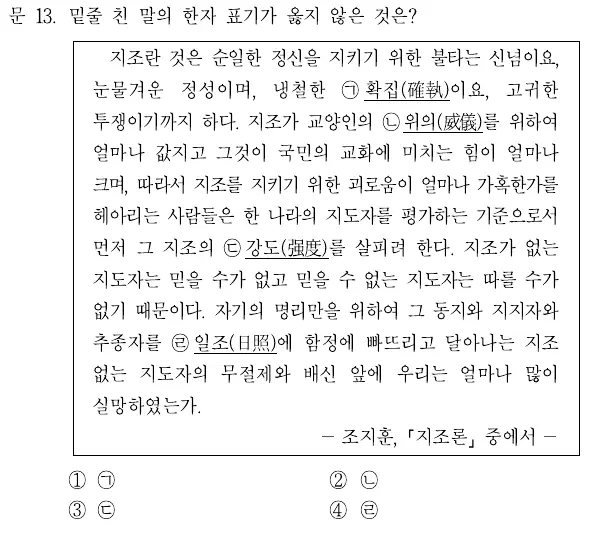 문 13. 밑줄 친 말의 한자 표기가 옳지 않은 것은?
지조란 것은 순일한 정신을 지키기 위한 불타는 신념이요,
눈물겨운 정성이며, 냉철한 ㉠ 확집(確執)이요, 고귀한
투쟁이기까지 하다. 지조가 교양인의 ㉡ 위의(威儀)를 위하여
얼마나 값지고 그것이 국민의 교화에 미치는 힘이 얼마나
크며, 따라서 지조를 지키기 위한 괴로움이 얼마나 가혹한가를
헤아리는 사람들은 한 나라의 지도자를 평가하는 기준으로서
먼저 그 지조의 ㉢ 강도(强度)를 살피려 한다. 지조가 없는
지도자는 믿을 수가 없고 믿을 수 없는 지도자는 따를 수가
없기 때문이다. 자기의 명리만을 위하여 그 동지와 지지자와
추종자를 ㉣ 일조(日照)에 함정에 빠뜨리고 달아나는 지조
없는 지도자의 무절제와 배신 앞에 우리는 얼마나 많이
실망하였는가.
- 조지훈, 「지조론」 중에서 -
① ㉠ ② ㉡
③ ㉢ ④ ㉣